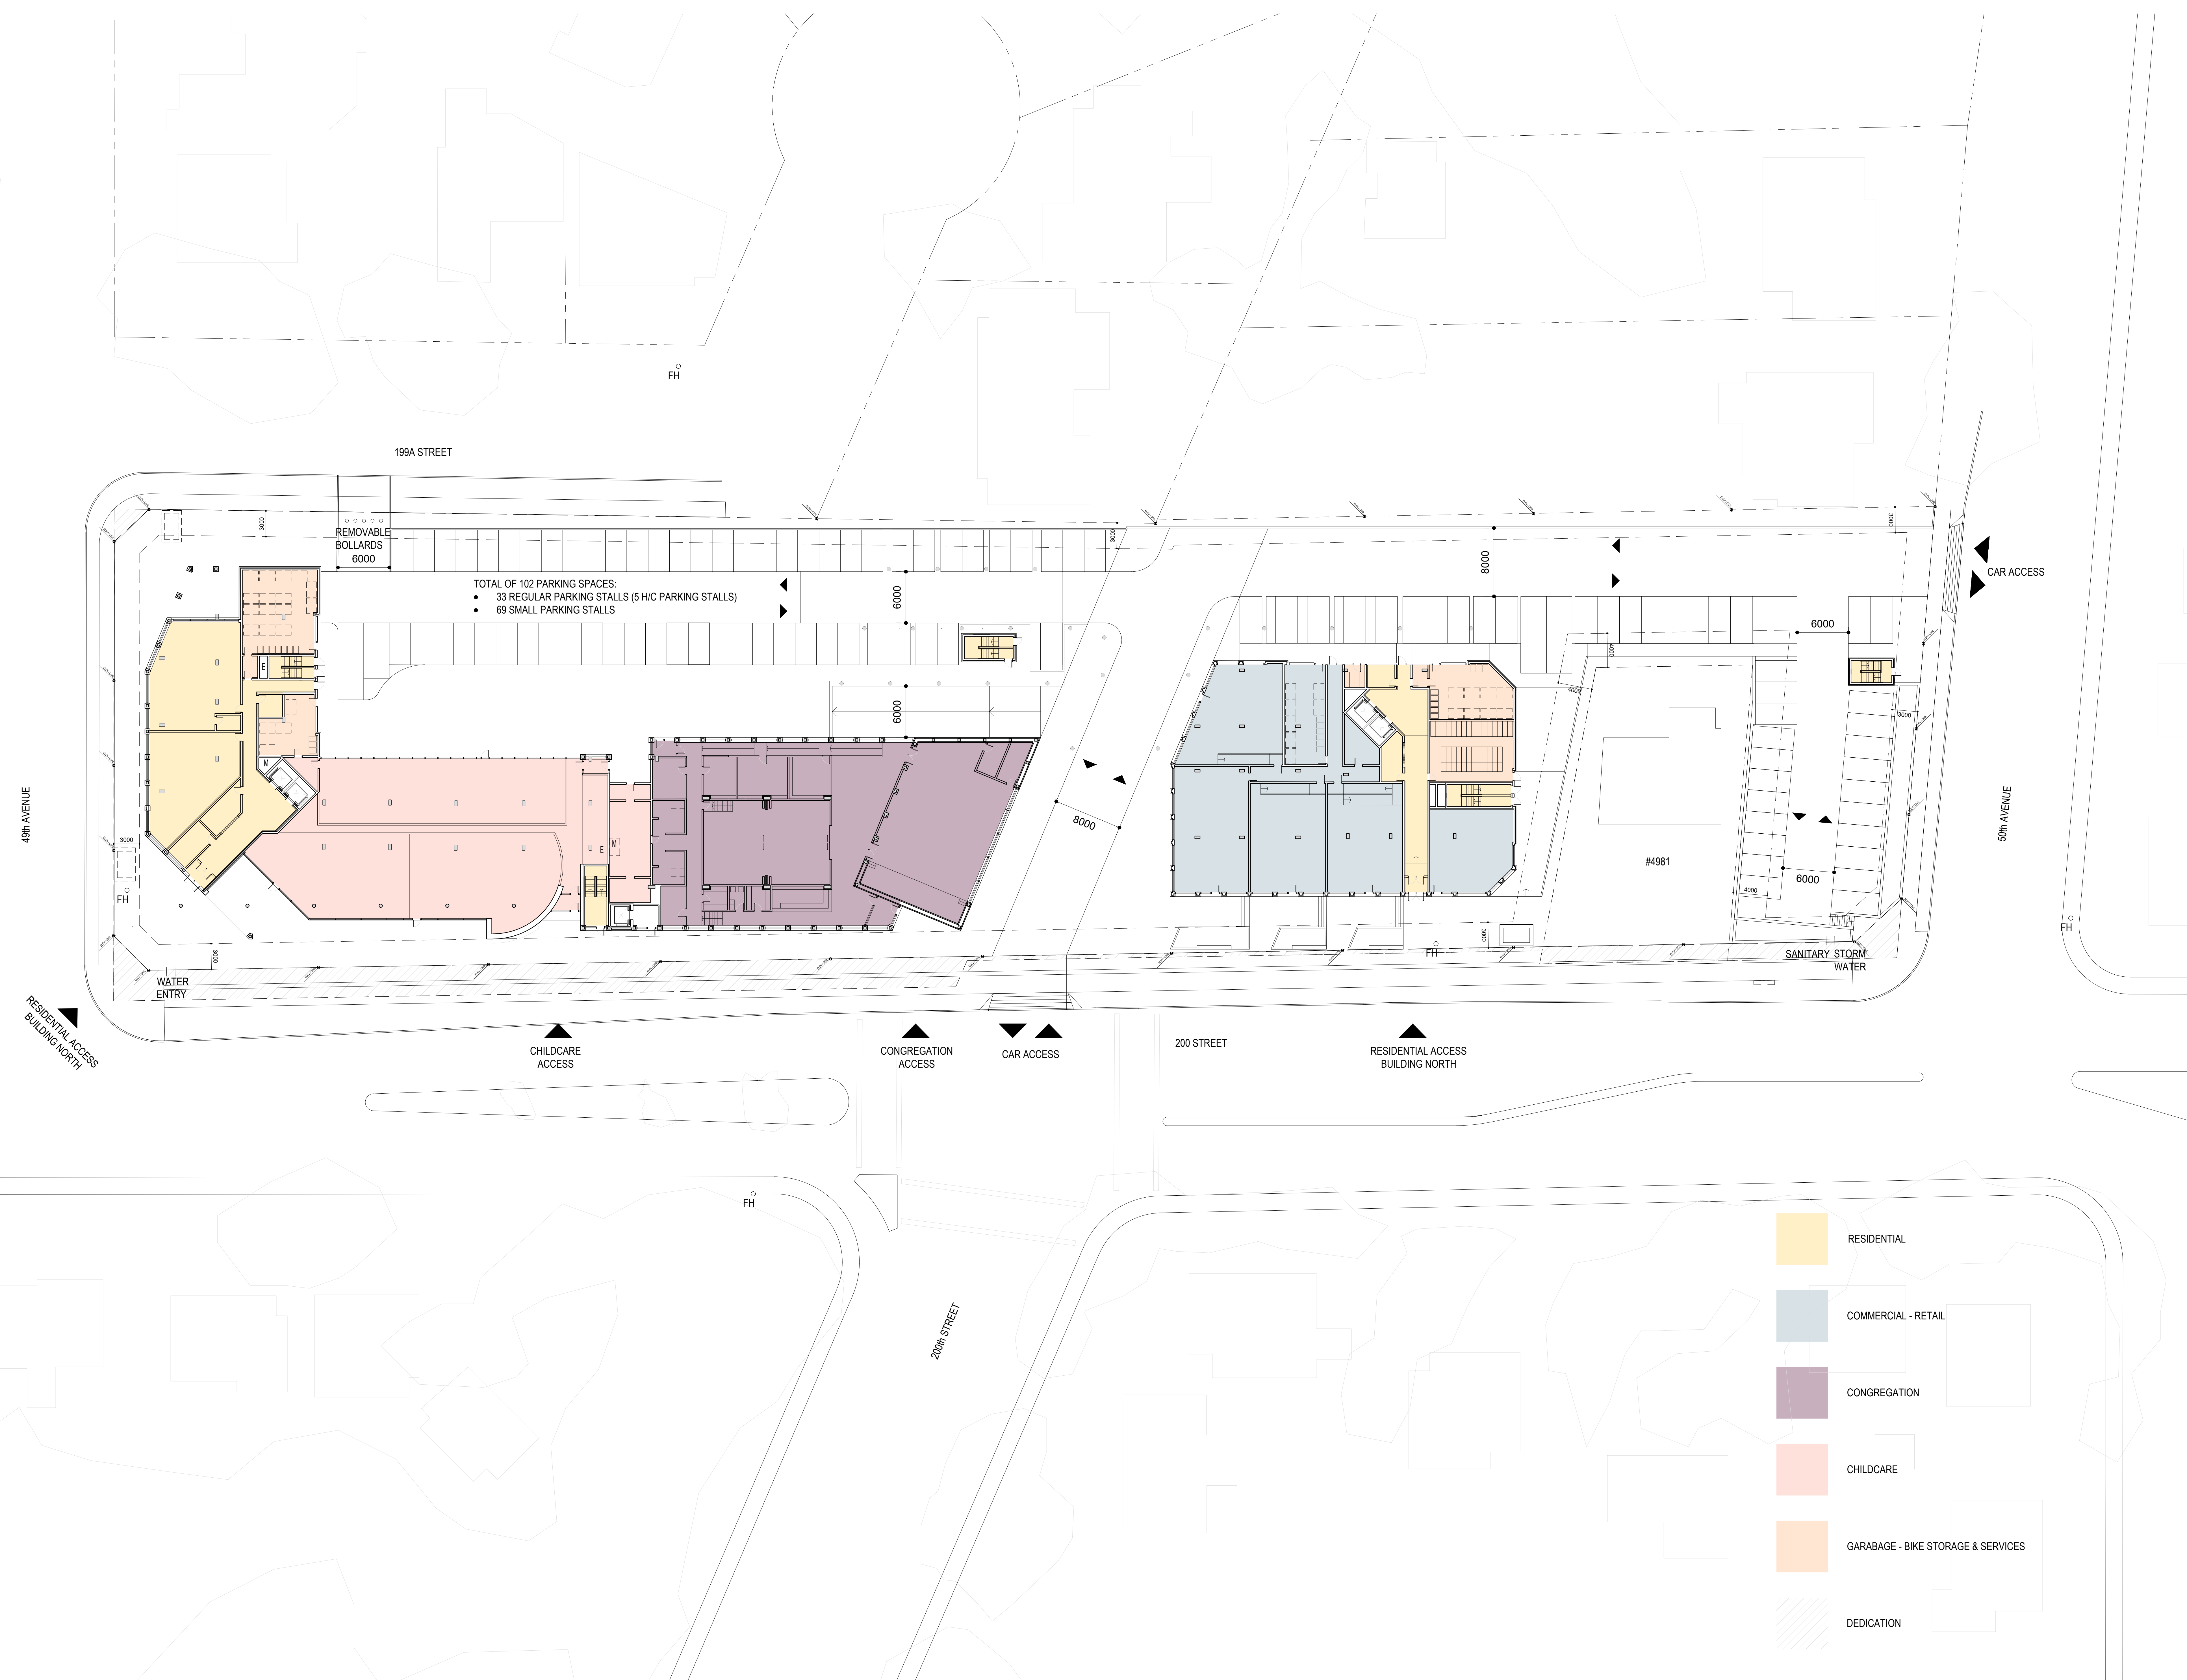 FH
199A STREET
REMOVABLE
BOLLARDS
6000
3000
3000
3000
8000
CAR ACCESS
TOTAL OF 102 PARKING SPACES:
• 33 REGULAR PARKING STALLS (5 H/C PARKING STALLS)
• 69 SMALL PARKING STALLS
6000
6000
4000
E
4000
3000
6000
M
49th AVENUE
8000
50th AVENUE
3000
E
M
#4981
6000
4000
FH
FH
3000
3000
FH
SANITARY STORM
WATER
WATER
ENTRY
RESIDENTIAL ACCESS
BUILDING NORTH
CHILDCARE
ACCESS
CONGREGATION
ACCESS
CAR ACCESS
200 STREET
RESIDENTIAL ACCESS
BUILDING NORTH
FH
200th STREET
RESIDENTIAL
COMMERCIAL - RETAIL
CONGREGATION
CHILDCARE
GARABAGE - BIKE STORAGE & SERVICES
DEDICATION